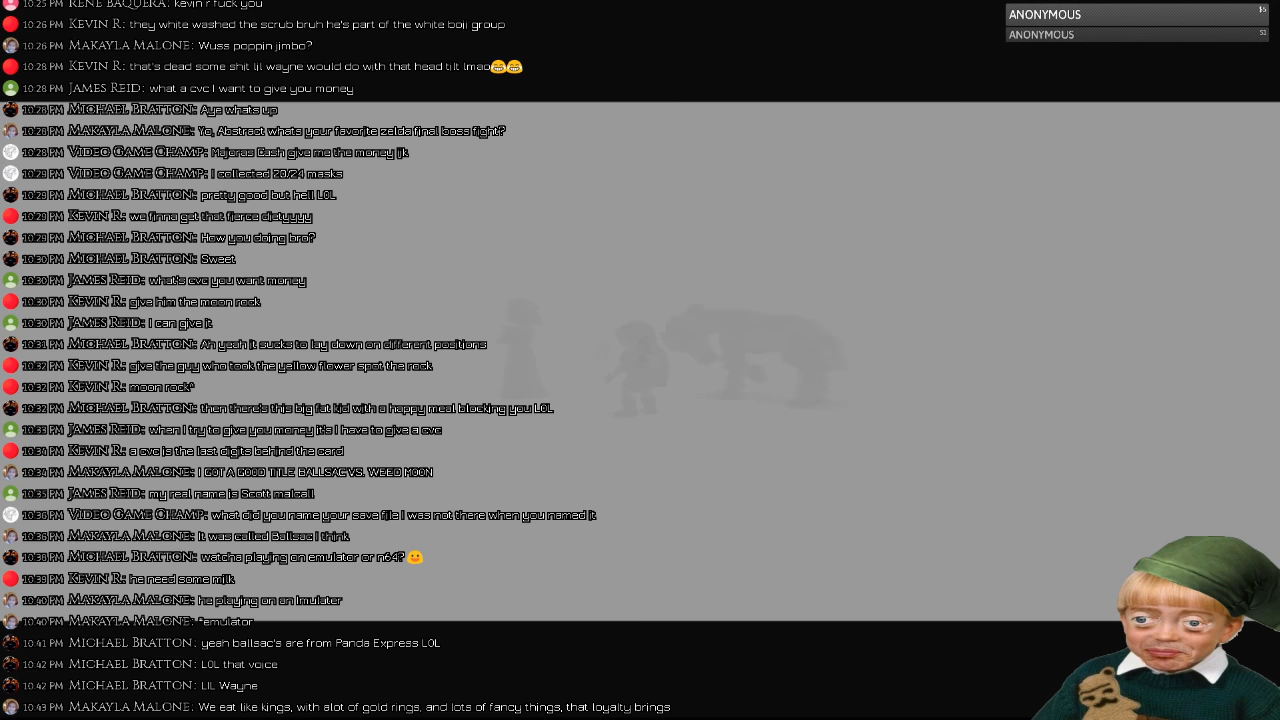 10:25 PM RENE BAQUERA: kevin r fuck you
10:26 PM KEVIN R: they white washed the scrub bruh he's part of the white boji group
10:26 PM MAKAYLA MALONE: Wuss poppin jimbo?
10:28 PM KEVIN R: that's dead some shit lil wayne would do with that head tilt lmao😂😂
10:28 PM JAMES REID: what a cvc I want to give you money
10:28 PM MICHAEL BRATTON: Aye whats up
10:28 PM MAKAYLA MALONE: Yo, Abstract whats your favorite zelda final boss fight?
10:28 PM VIDEO GAME CHAMP: Majoras Cash give me the money jk
10:29 PM VIDEO GAME CHAMP: I collected 20/24 masks
10:29 PM MICHAEL BRATTON: pretty good but hell LOL
10:29 PM KEVIN R: we finna get that fierce dietyyyy
10:29 PM MICHAEL BRATTON: How you doing bro?
10:30 PM MICHAEL BRATTON: Sweet
10:30 PM JAMES REID: what's cvc you want money
10:30 PM KEVIN R: give him the moon rock
10:30 PM JAMES REID: I can give it
10:31 PM MICHAEL BRATTON: Ah yeah it sucks to lay down on different positions
10:32 PM KEVIN R: give the guy who took the yellow flower spot the rock
10:32 PM KEVIN R: moon rock*
10:32 PM MICHAEL BRATTON: then there's this big fat kid with a happy meal blocking you LOL
10:33 PM JAMES REID: when I try to give you money it's I have to give a cvc
10:34 PM KEVIN R: a cvc is the last digits behind the card
10:34 PM MAKAYLA MALONE: I GOT A GOOD TITLE BALLSAC VS. WEED MOON
10:35 PM JAMES REID: my real name is Scott malcall
10:36 PM VIDEO GAME CHAMP: what did you name your save file I was not there when you named it
10:36 PM MAKAYLA MALONE: It was called Ballsac I think
10:38 PM MICHAEL BRATTON: watcha playing on emulator or n64? 😃
10:39 PM KEVIN R: he need some milk
10:40 PM MAKAYLA MALONE: he playing on an Imulator
10:40 PM MAKAYLA MALONE: *emulator
10:41 PM MICHAEL BRATTON: yeah ballsac's are from Panda Express LOL
10:42 PM MICHAEL BRATTON: LOL that voice
10:42 PM MICHAEL BRATTON: LIL Wayne
10:43 PM MAKAYLA MALONE: We eat like kings, with alot of gold rings, and lots of fancy things, that loyalty brings
ANONYMOUS
ANONYMOUS